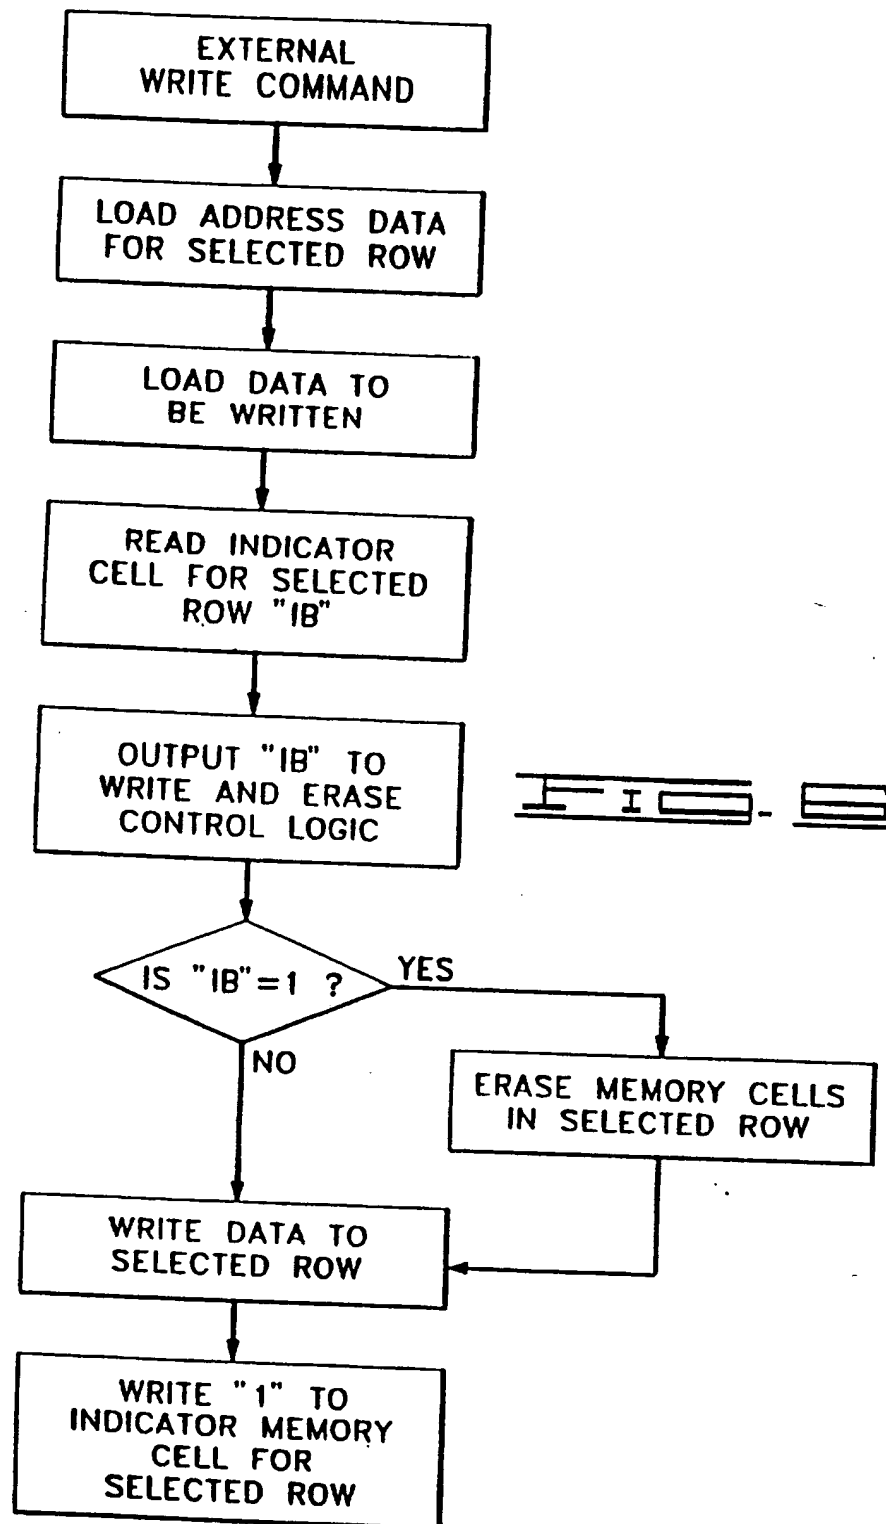 EXTERNAL
WRITE COMMAND
LOAD ADDRESS DATA
FOR SELECTED ROW
LOAD DATA TO
BE WRITTEN
READ INDICATOR
CELL FOR SELECTED
ROW "IB"
OUTPUT "IB" TO
WRITE AND ERASE
CONTROL LOGIC
IS "IB"=1 ?
YES
NO
ERASE MEMORY CELLS
IN SELECTED ROW
WRITE DATA TO
SELECTED ROW
WRITE "1" TO
INDICATOR MEMORY
CELL FOR
SELECTED ROW